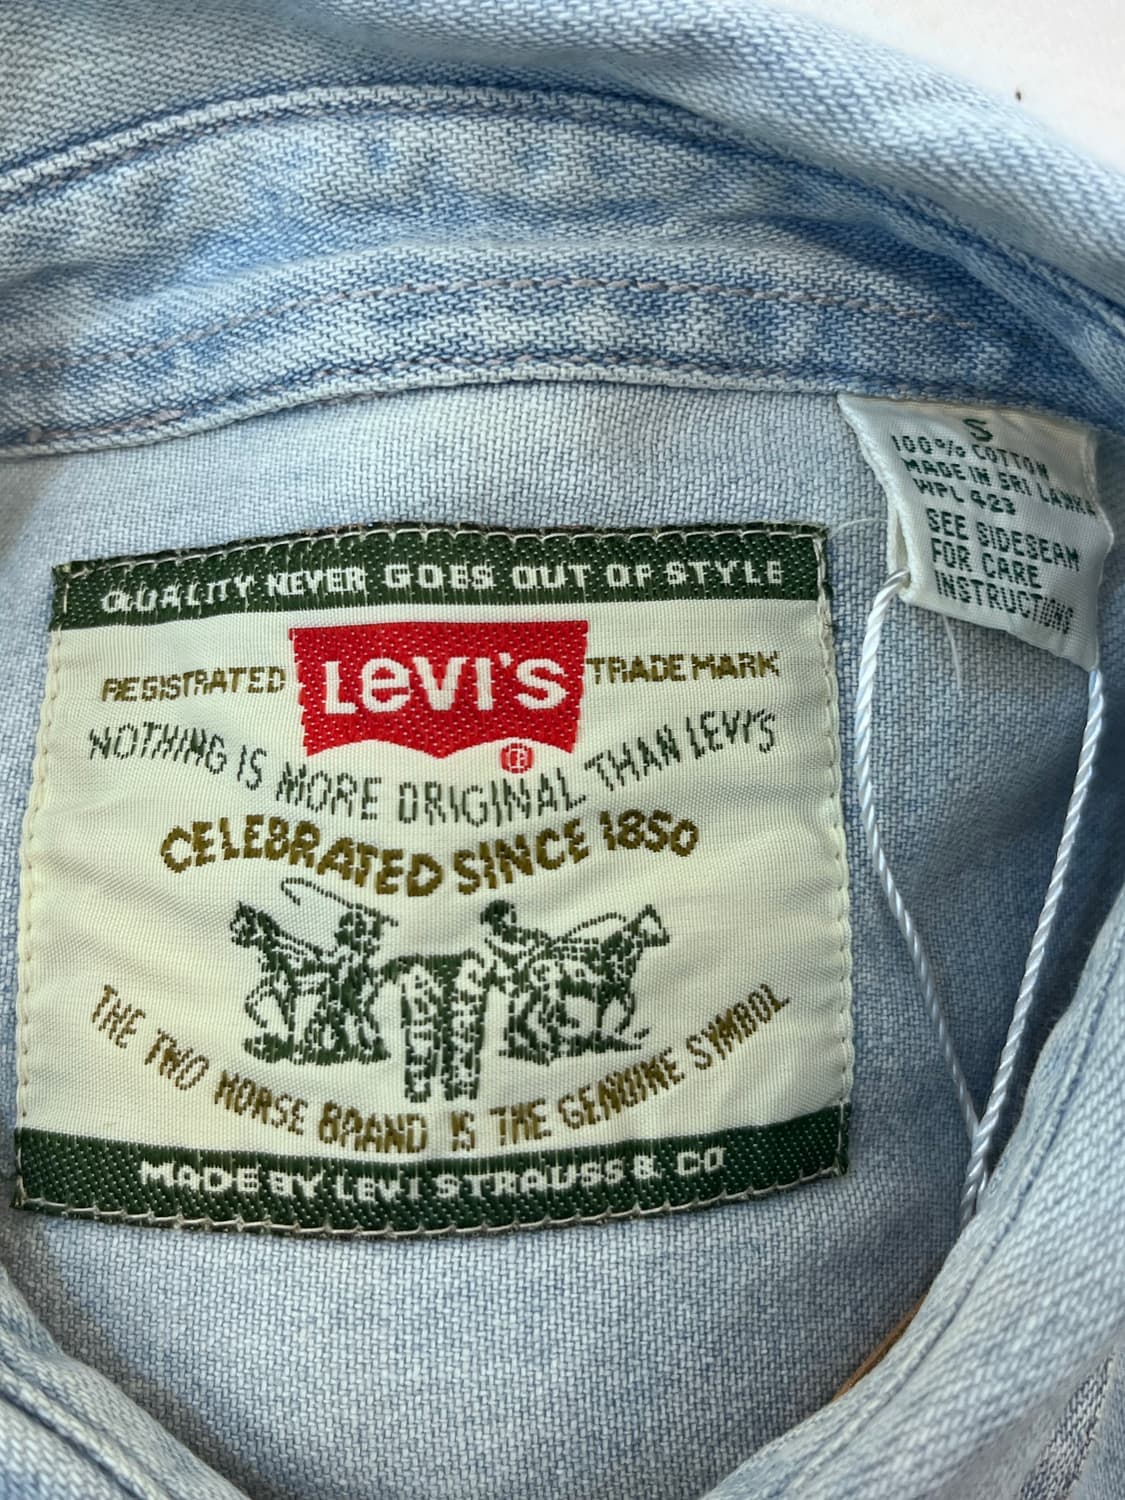 QUALITY NEVER GOES OUT OF STYLE
REGISTRATED LEVI'S TRADE MARK
®
NOTHING IS MORE ORIGINAL THAN LEVI'S
CELEBRATED SINCE 1850
THE TWO HORSE BRAND IS THE GENUINE SYMBOL
MADE BY LEVI STRAUSS & CO
S
100% COTTON
MADE IN SRI LANKA
WPL 423
SEE SIDESEAM
FOR CARE
INSTRUCTIONS